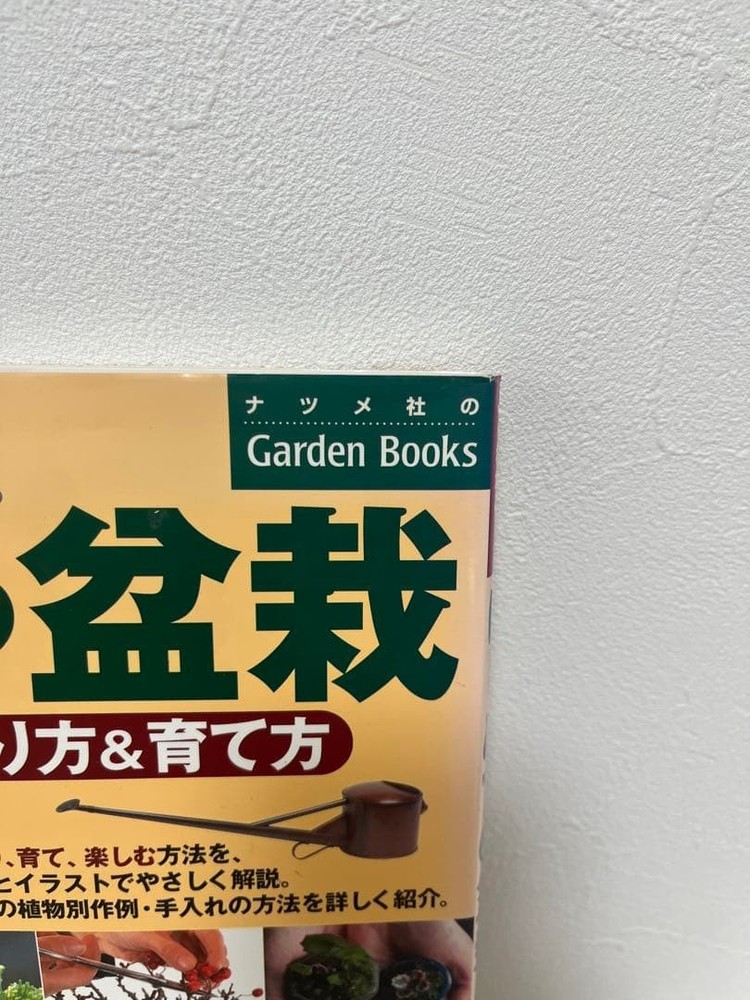 ナツメ社の
Garden Books
盆栽
り方&育て方
、育て、楽しむ方法を、
とイラストでやさしく解説。
の植物別作例・手入れの方法を詳しく紹介。